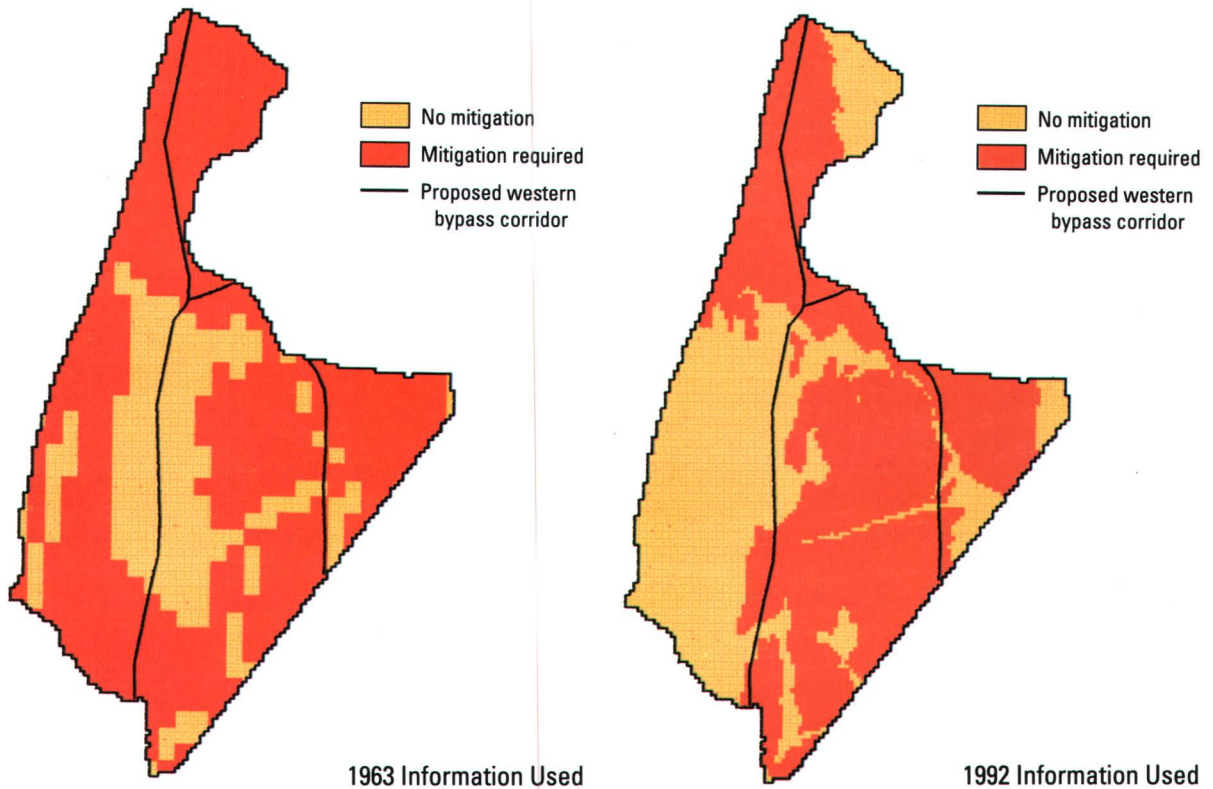 No mitigation
Mitigation required
Proposed western
bypass corridor
1963 Information Used
No mitigation
Mitigation required
Proposed western
bypass corridor
1992 Information Used